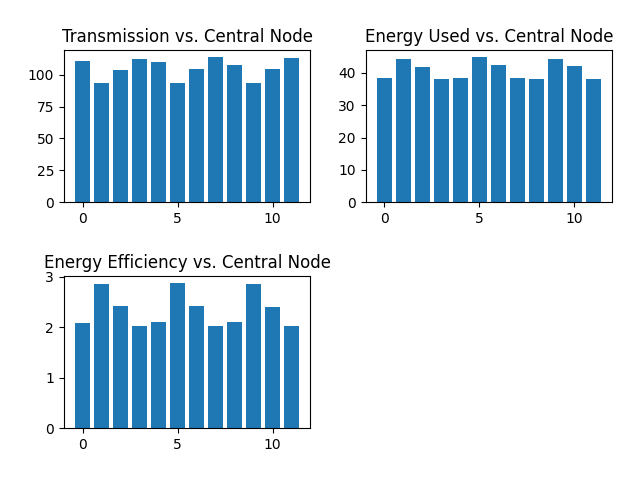 Transmission vs. Central Node
100
75
50
25
0
0 5 10
Energy Used vs. Central Node
40
30
20
10
0
0 5 10
Energy Efficiency vs. Central Node
3
2
1
0
0 5 10